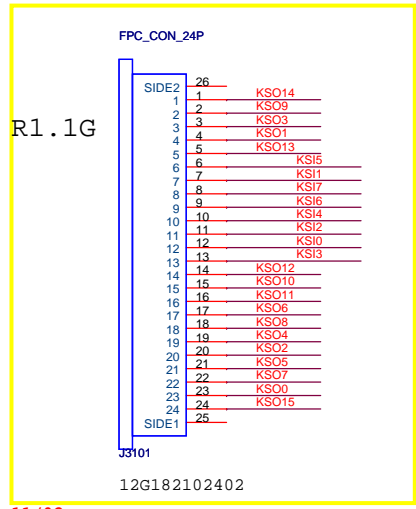 FPC_CON_24P
R1.1G
SIDE2 26
1 1 KSO14
2 2 KSO9
3 3 KSO3
4 4 KSO1
5 5 KSO13
6 6 KSI5
7 7 KSI1
8 8 KSI7
9 9 KSI6
10 10 KSI4
11 11 KSI2
12 12 KSI0
13 13 KSI3
14 14 KSO12
15 15 KSO10
16 16 KSO11
17 17 KSO6
18 18 KSO8
19 19 KSO4
20 20 KSO2
21 21 KSO5
22 22 KSO7
23 23 KSO0
24 24 KSO15
SIDE1 25
J3101
12G182102402